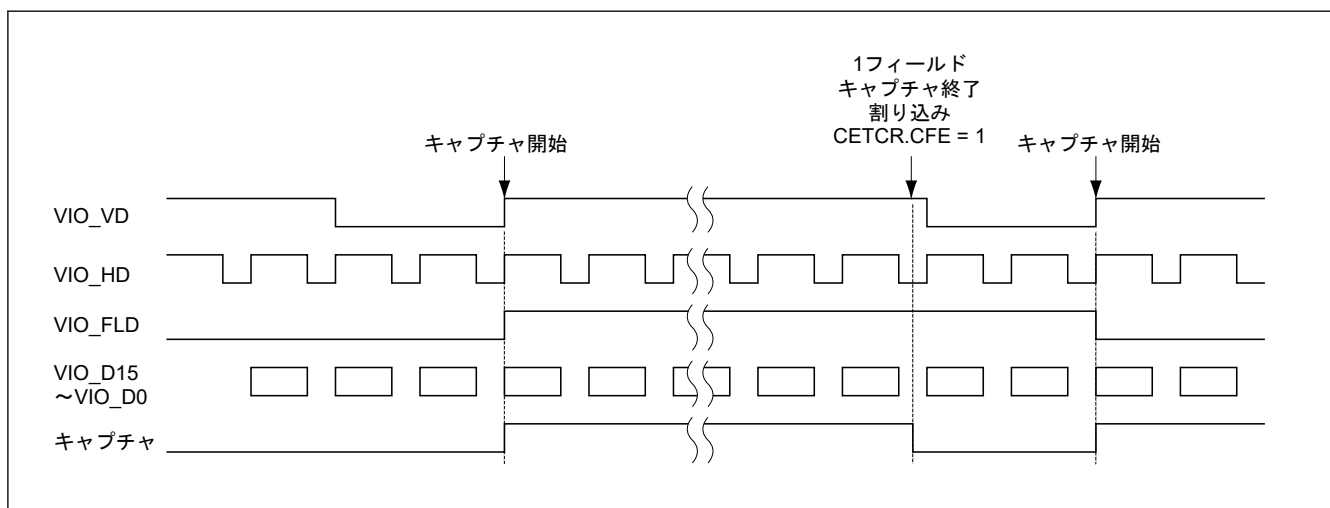 1フィールド
キャプチャ終了
割り込み
CETCR.CFE = 1
キャプチャ開始
キャプチャ開始
VIO_VD
VIO_HD
VIO_FLD
VIO_D15
~VIO_D0
キャプチャ